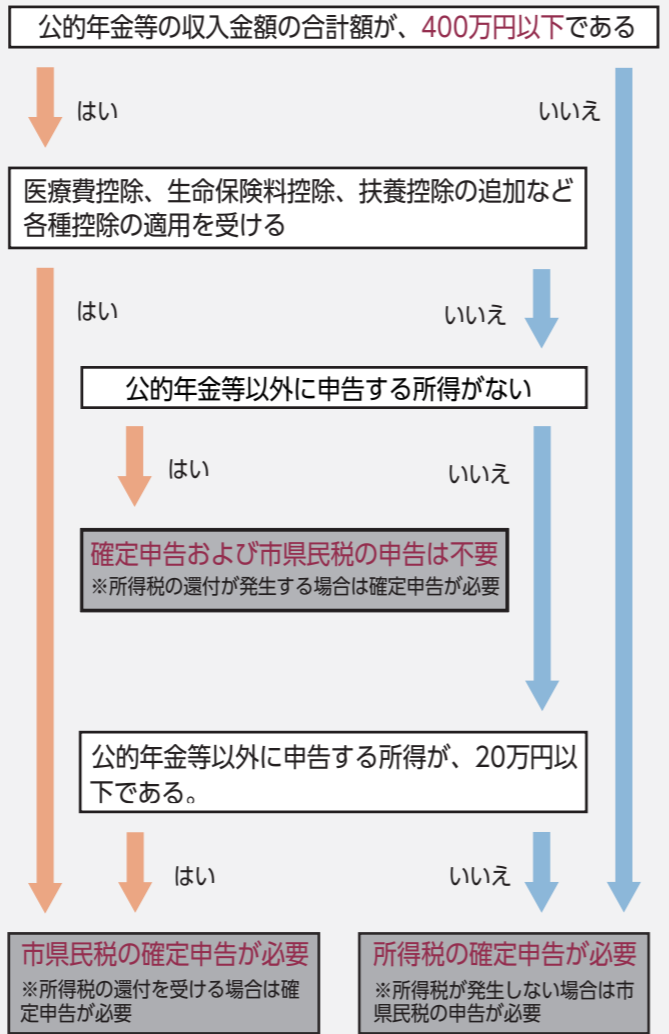 公的年金等の収入金額の合計額が、400万円以下である
はい
いいえ
医療費控除、生命保険料控除、扶養控除の追加など
各種控除の適用を受ける
はい
いいえ
公的年金等以外に申告する所得がない
はい
いいえ
確定申告および市県民税の申告は不要
※所得税の還付が発生する場合は確定申告が必要
公的年金等以外に申告する所得が、20万円以
下である。
はい
いいえ
市県民税の確定申告が必要
※所得税の還付を受ける場合は確
定申告が必要
所得税の確定申告が必要
※所得税が発生しない場合は市
県民税の申告が必要